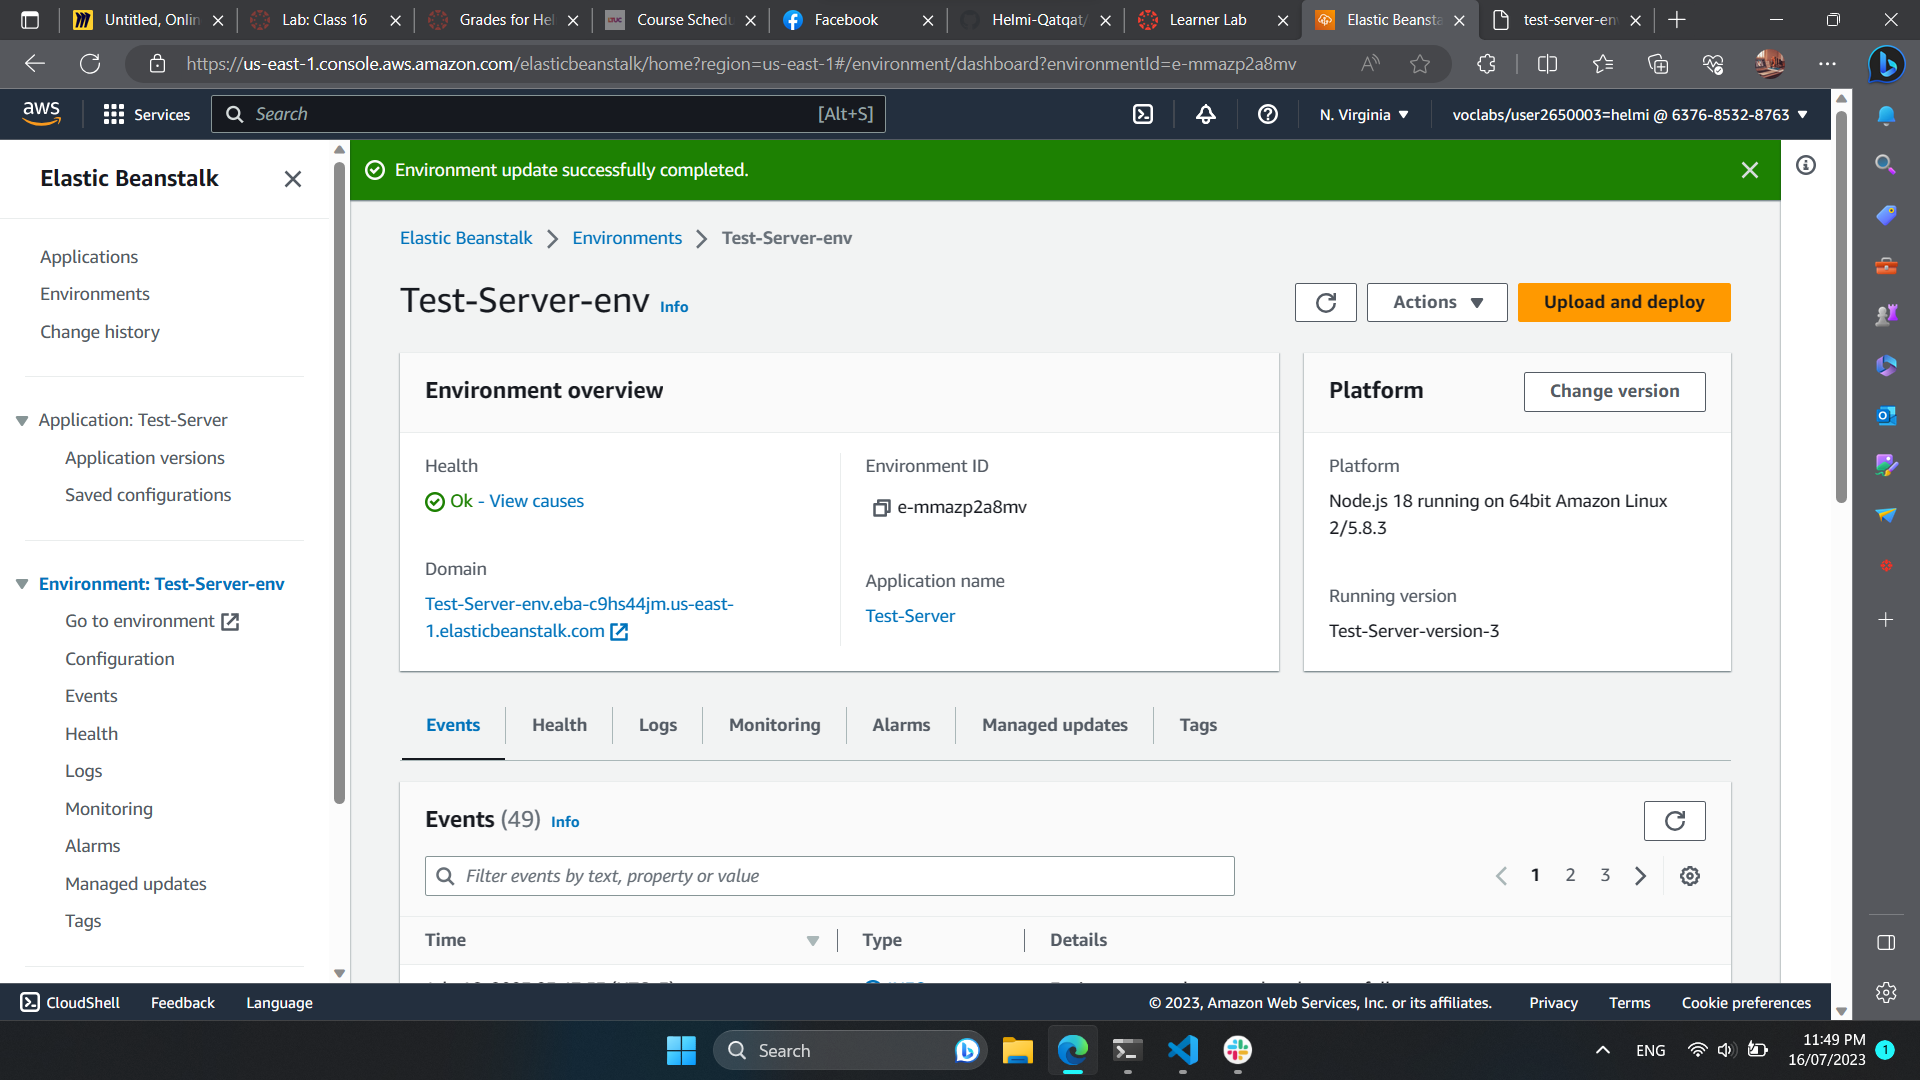 Untitled, Onlin
Lab: Class 16
Grades for Hel
Course Schedu
Facebook
Helmi-Qatqat/
Learner Lab
Elastic Beansta
test-server-en
https://us-east-1.console.aws.amazon.com/elasticbeanstalk/home?region=us-east-1#/environment/dashboard?environmentId=e-mmazp2a8mv
aws
Services
Search
[Alt+S]
N. Virginia
voclabs/user2650003=helmi @ 6376-8532-8763
Elastic Beanstalk
Applications
Environments
Change history
Application: Test-Server
Application versions
Saved configurations
Environment: Test-Server-env
Go to environment
Configuration
Events
Health
Logs
Monitoring
Alarms
Managed updates
Tags
Environment update successfully completed.
Elastic Beanstalk
Environments
Test-Server-env
Test-Server-env Info
Actions
Upload and deploy
Environment overview
Health
Ok - View causes
Domain
Test-Server-env.eba-c9hs44jm.us-east-
1.elasticbeanstalk.com
Environment ID
e-mmazp2a8mv
Application name
Test-Server
Platform
Change version
Platform
Node.js 18 running on 64bit Amazon Linux
2/5.8.3
Running version
Test-Server-version-3
Events
Health
Logs
Monitoring
Alarms
Managed updates
Tags
Events (49) Info
Filter events by text, property or value
1
2
3
Time
Type
Details
CloudShell
Feedback
Language
© 2023, Amazon Web Services, Inc. or its affiliates.
Privacy
Terms
Cookie preferences
Search
ENG
11:49 PM
16/07/2023
1